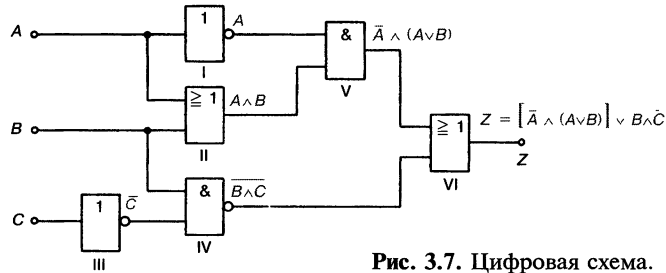 A
1
A
I
≧ 1
A∧B
II
&
Ā ∧ (A∨B)
V
B
C
1
C̄
III
&
B∧C̅
IV
≧ 1
VI
Z = [Ā ∧ (A∨B)] ∨ B∧C̄
Z
Рис. 3.7. Цифровая схема.